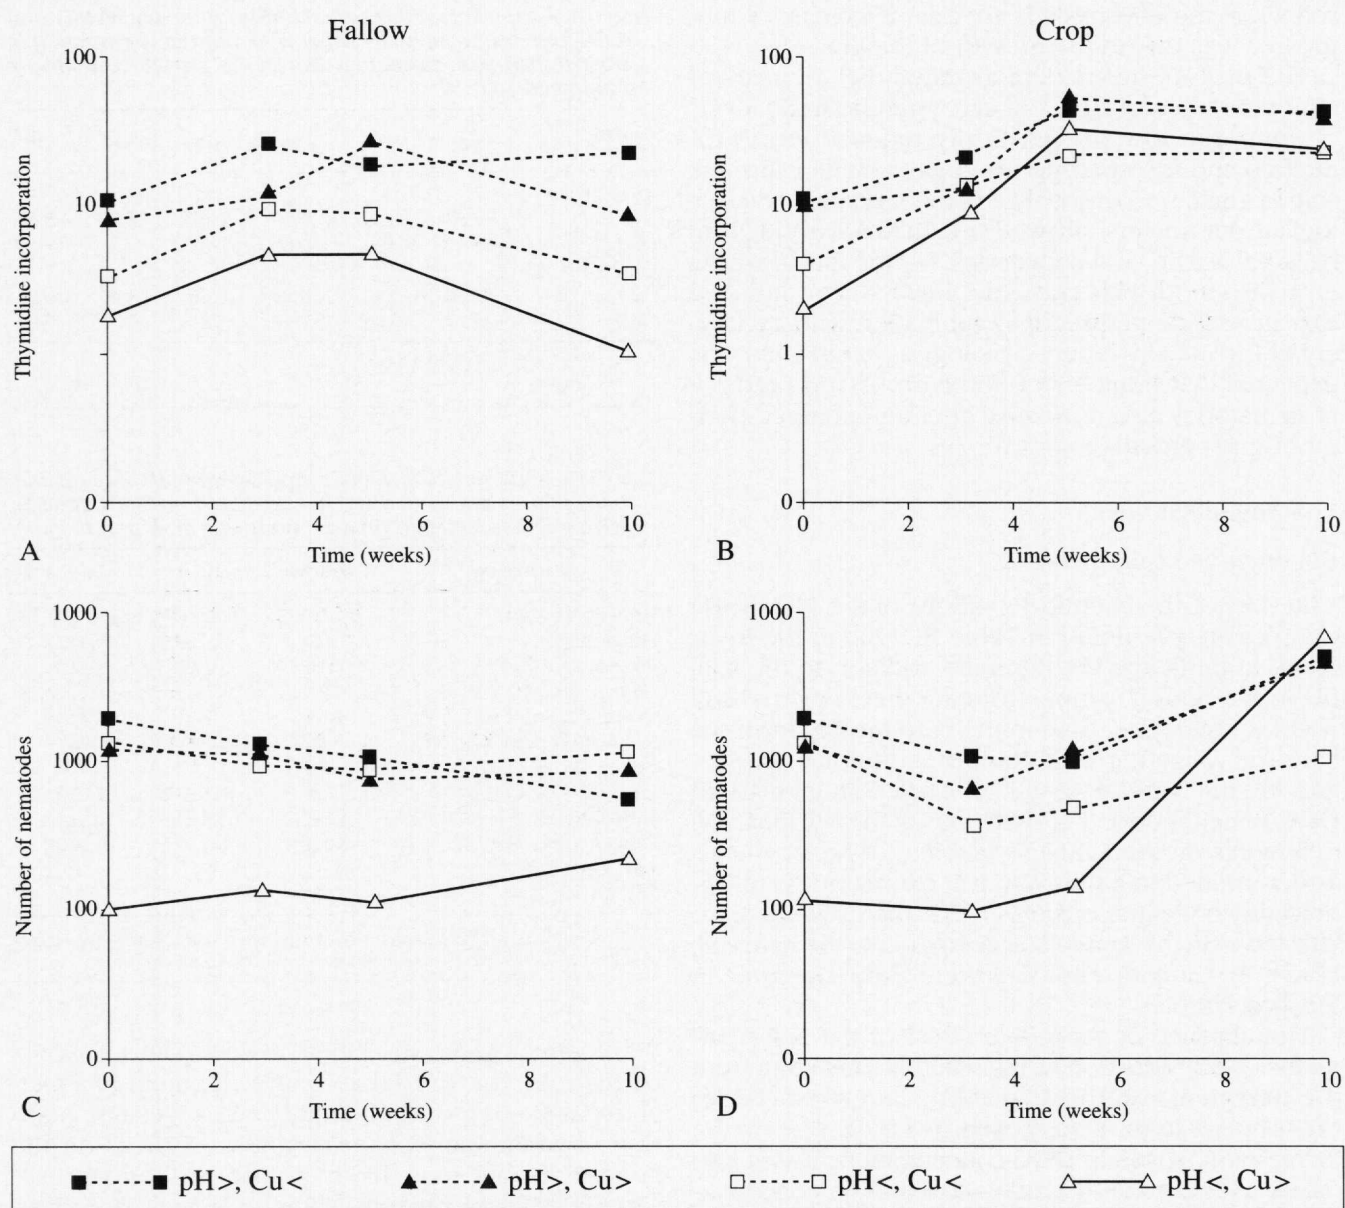 Fallow
100
10
0
Thymidine incorporation
0 2 4 6 8 10
A Time (weeks)
Crop
100
10
1
0
Thymidine incorporation
0 2 4 6 8 10
B Time (weeks)
1000
1000
100
0
Number of nematodes
0 2 4 6 8 10
C Time (weeks)
1000
1000
100
0
Number of nematodes
0 2 4 6 8 10
D Time (weeks)
pH>, Cu< pH>, Cu> pH<, Cu< pH<, Cu>